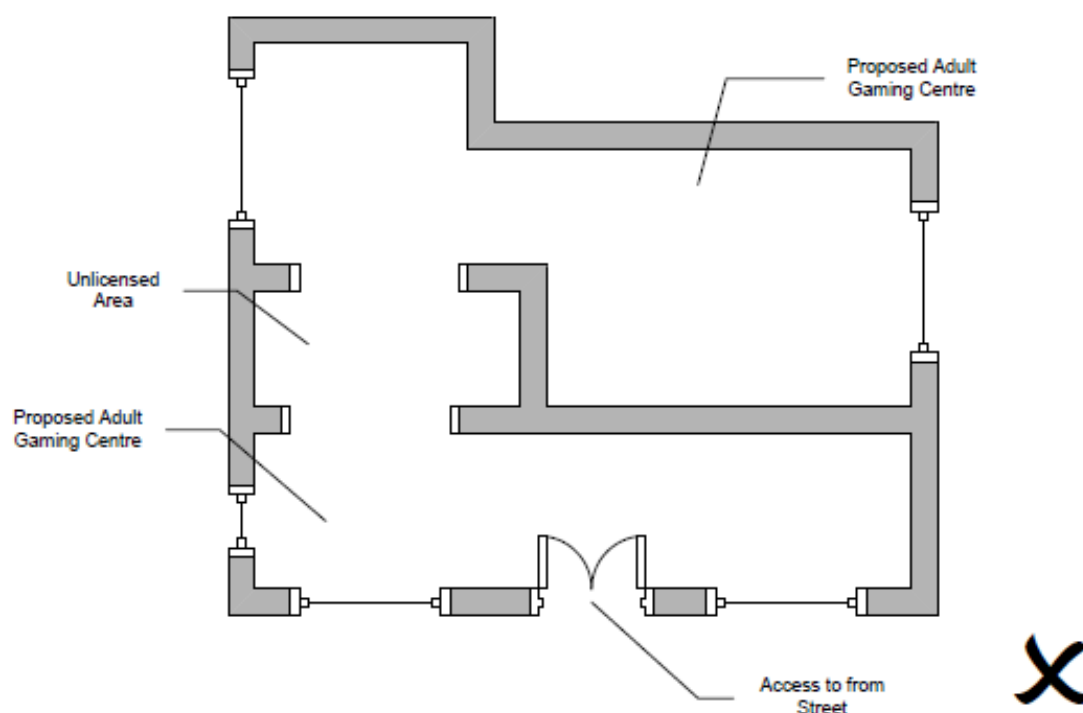 Proposed Adult
Gaming Centre
Unlicensed
Area
Proposed Adult
Gaming Centre
Access to from
Street